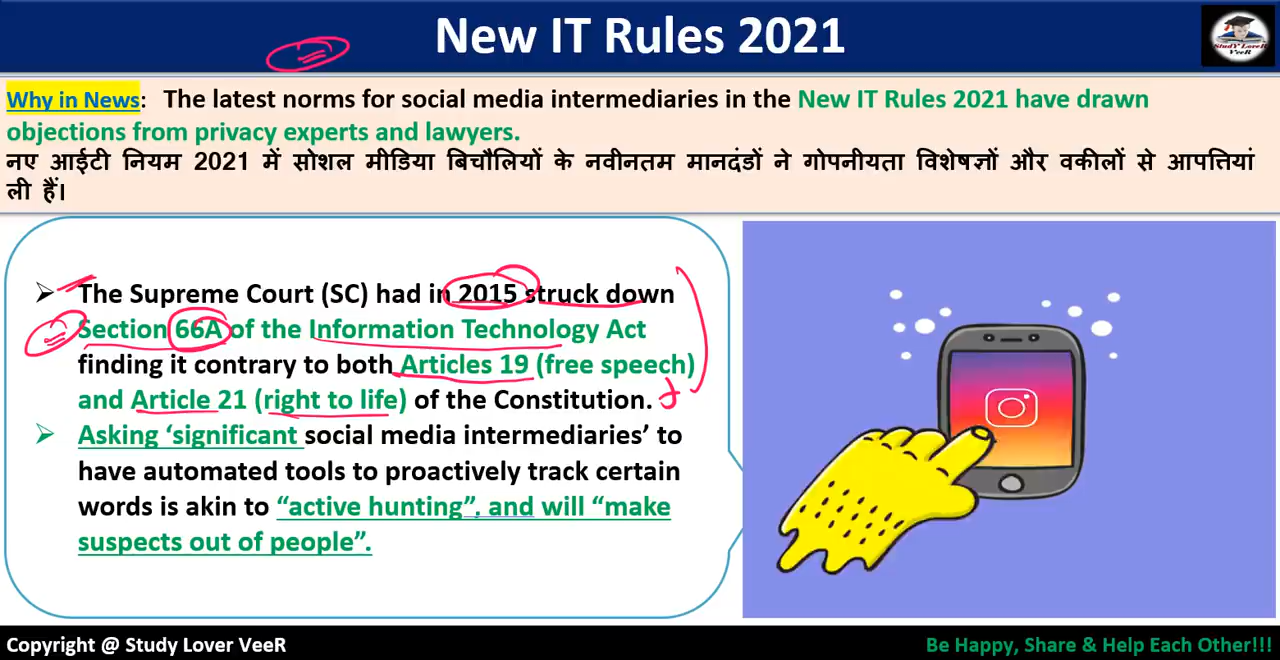 New IT Rules 2021
StudY LoveR
VeeR
Why in News: The latest norms for social media intermediaries in the New IT Rules 2021 have drawn
objections from privacy experts and lawyers.
नए आईटी नियम 2021 में सोशल मीडिया बिचौलियों के नवीनतम मानदंडों ने गोपनीयता विशेषज्ञों और वकीलों से आपत्तियां
ली हैं।
➢ The Supreme Court (SC) had in 2015 struck down
Section 66A of the Information Technology Act
finding it contrary to both Articles 19 (free speech)
and Article 21 (right to life) of the Constitution.
➢ Asking ‘significant social media intermediaries’ to
have automated tools to proactively track certain
words is akin to “active hunting”, and will “make
suspects out of people”.
Copyright @ Study Lover VeeR
Be Happy, Share & Help Each Other!!!